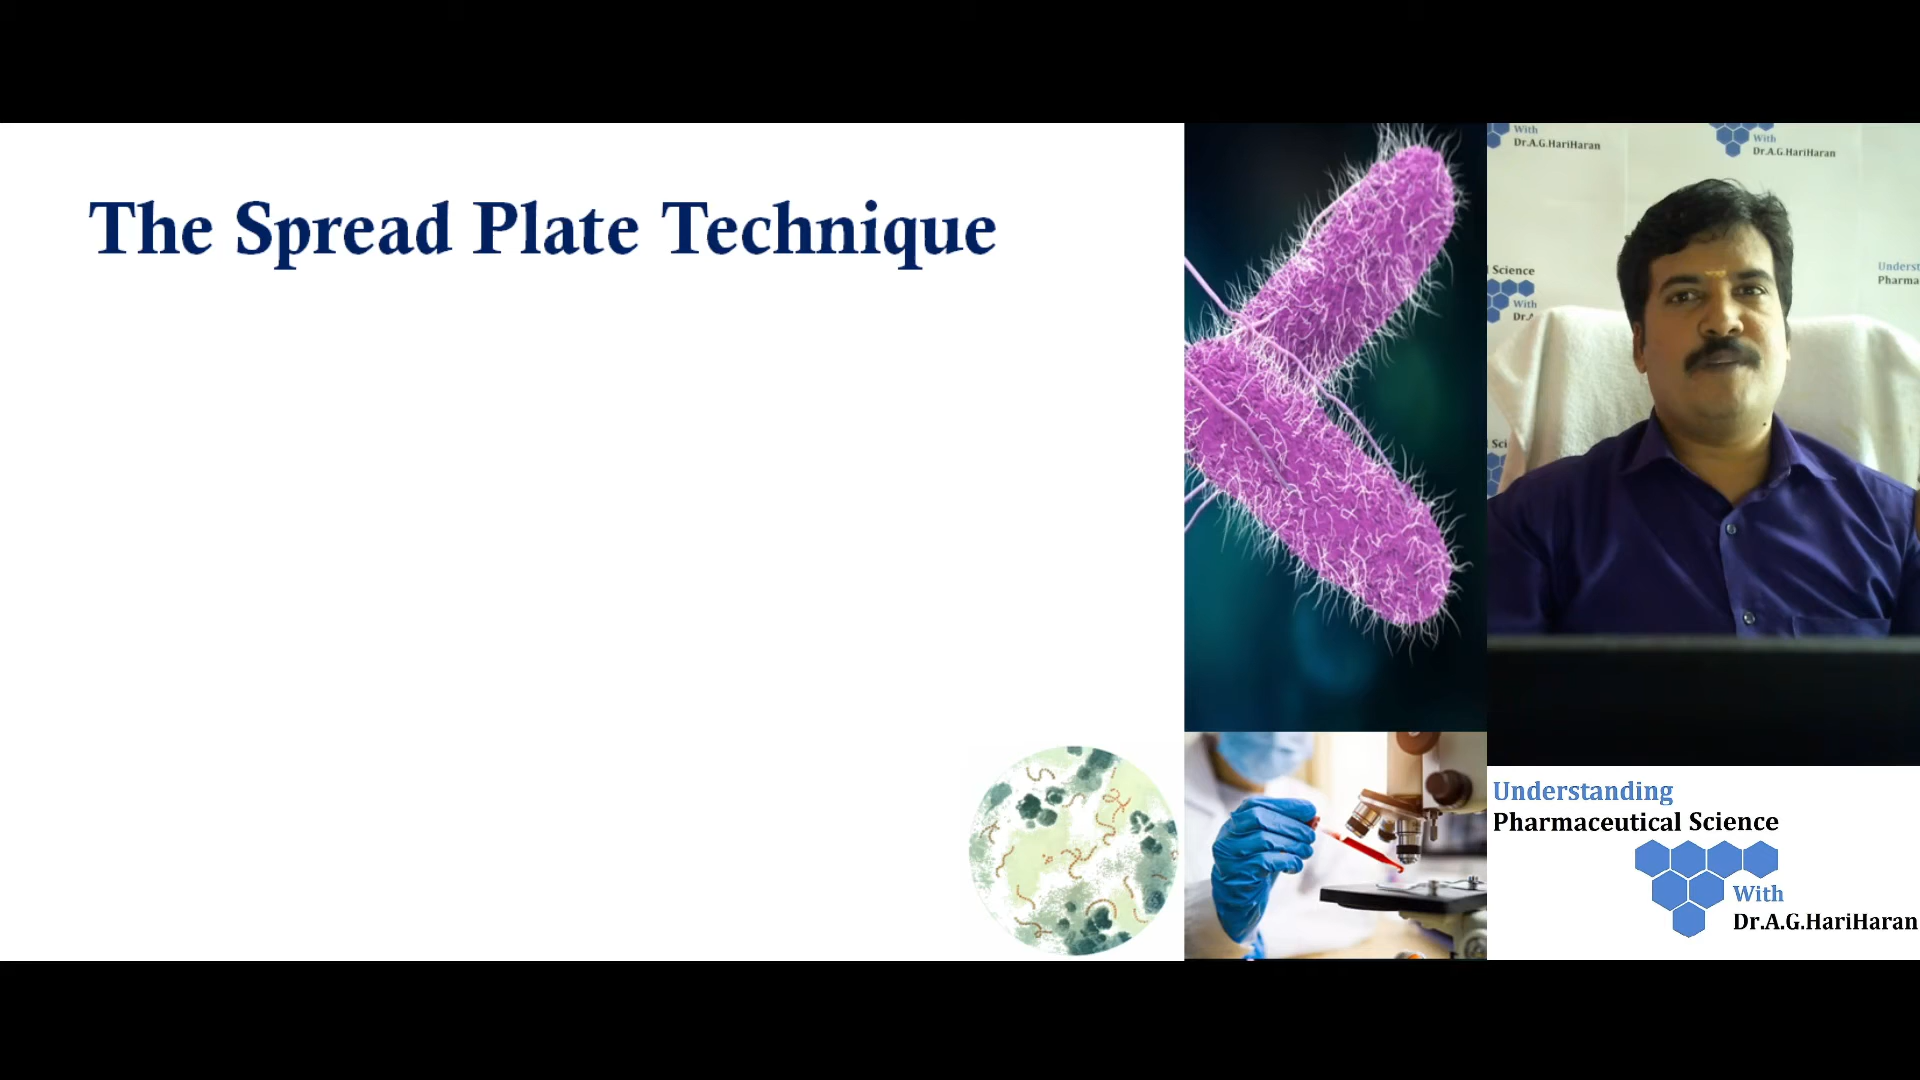 The Spread Plate Technique
With
Dr.A.G.HariHaran
With
Dr.A.G.HariHaran
Science
With
Understanding
Pharmaceutical Science
With
Dr.A.G.HariHaran